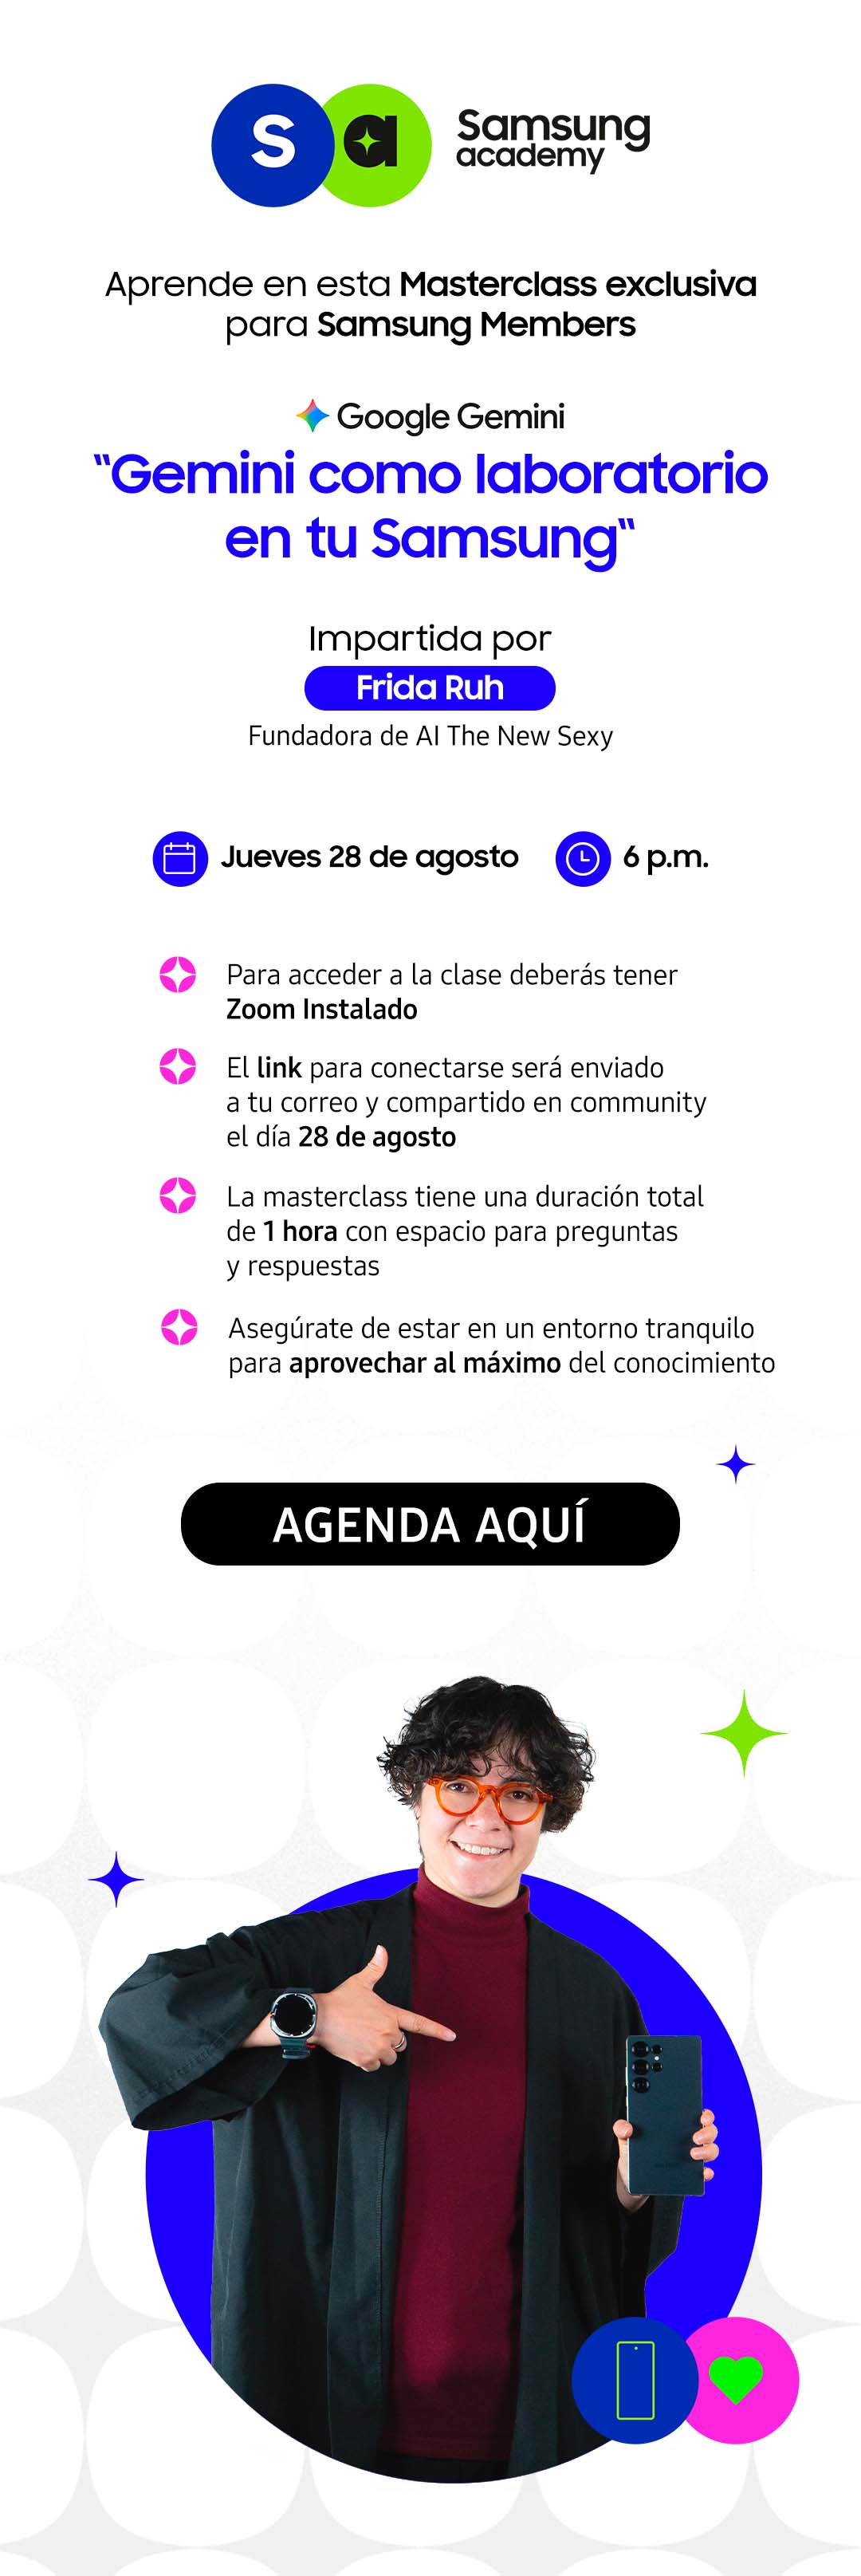 sa
Samsung
academy
Aprende en esta Masterclass exclusiva
para Samsung Members
Google Gemini
"Gemini como laboratorio
en tu Samsung"
Impartida por
Frida Ruh
Fundadora de AI The New Sexy
Jueves 28 de agosto
6 p.m.
Para acceder a la clase deberás tener
Zoom Instalado
El link para conectarse será enviado
a tu correo y compartido en community
el día 28 de agosto
La masterclass tiene una duración total
de 1 hora con espacio para preguntas
y respuestas
Asegúrate de estar en un entorno tranquilo
para aprovechar al máximo del conocimiento
AGENDA AQUÍ